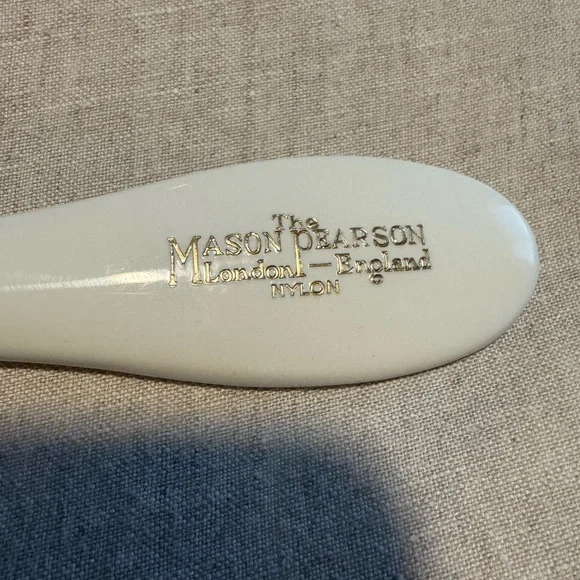 The
MASON PEARSON
London — England
NYLON